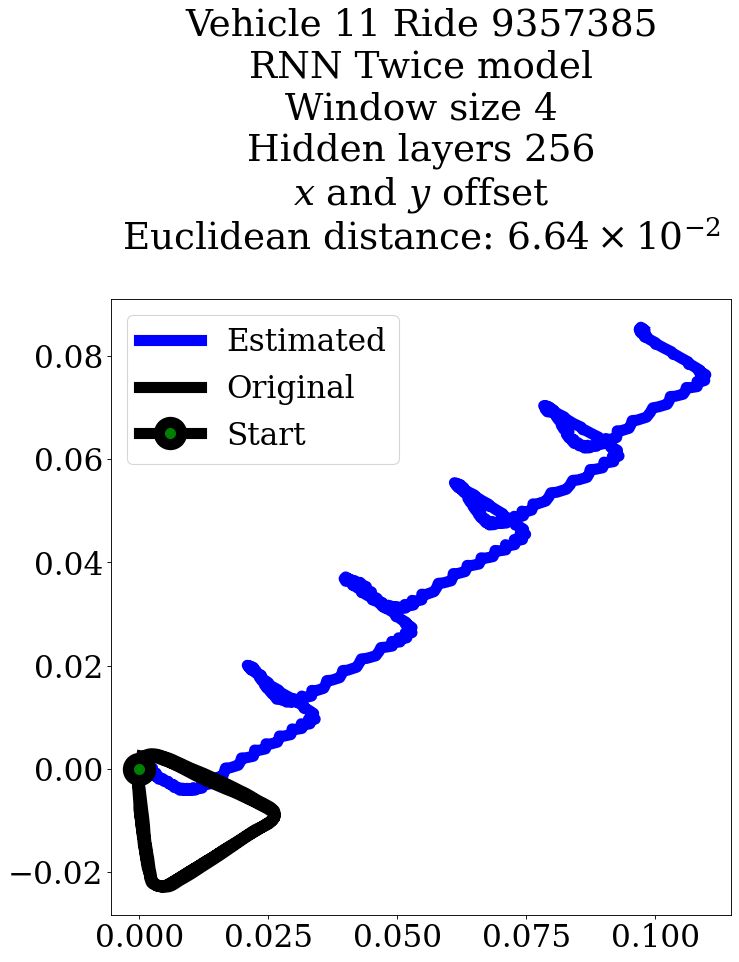 Vehicle 11 Ride 9357385
RNN Twice model
Window size 4
Hidden layers 256
x and y offset
Euclidean distance: 6.64 × 10⁻²
Estimated
Original
Start
0.08
0.06
0.04
0.02
0.00
−0.02
0.000 0.025 0.050 0.075 0.100